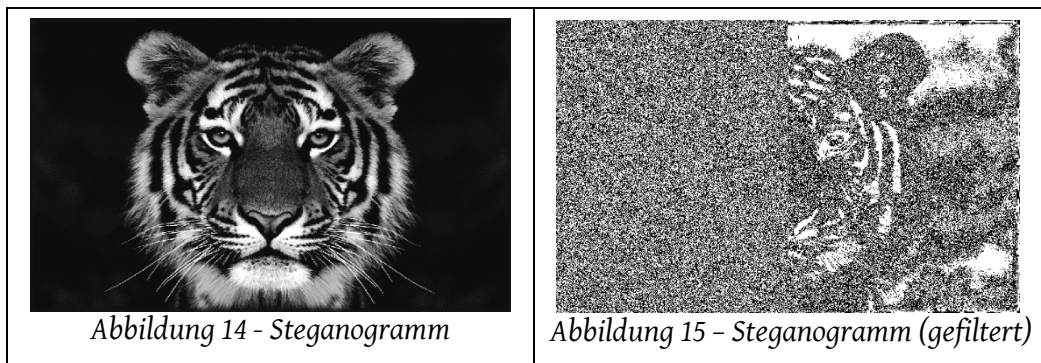 Abbildung 14 - Steganogramm
Abbildung 15 – Steganogramm (gefiltert)